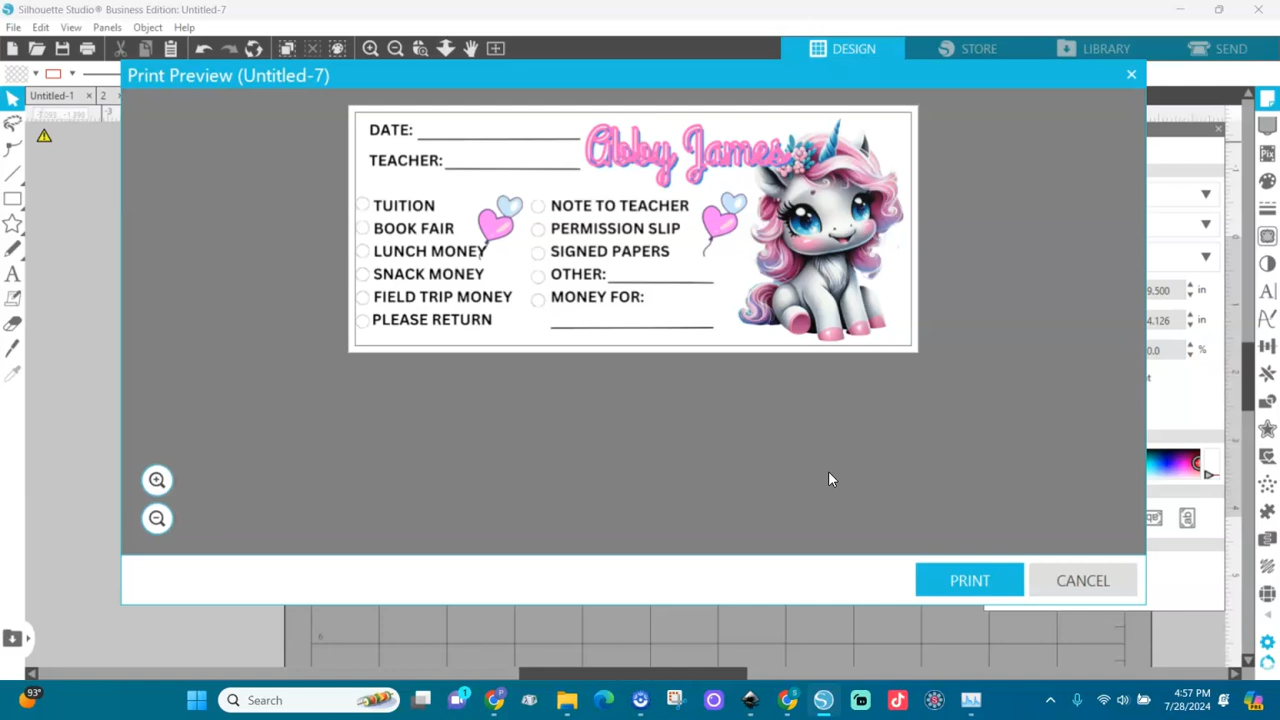 Silhouette Studio® Business Edition: Untitled-7
File Edit View Panels Object Help
DESIGN STORE LIBRARY SEND
Print Preview (Untitled-7)
Untitled-1 2
DATE:
TEACHER:
Abby James
TUITION
BOOK FAIR
LUNCH MONEY
SNACK MONEY
FIELD TRIP MONEY
PLEASE RETURN
NOTE TO TEACHER
PERMISSION SLIP
SIGNED PAPERS
OTHER:
MONEY FOR:
9.500 in
4.126 in
0.0 %
PRINT CANCEL
6
93°
Search
4:57 PM
7/28/2024